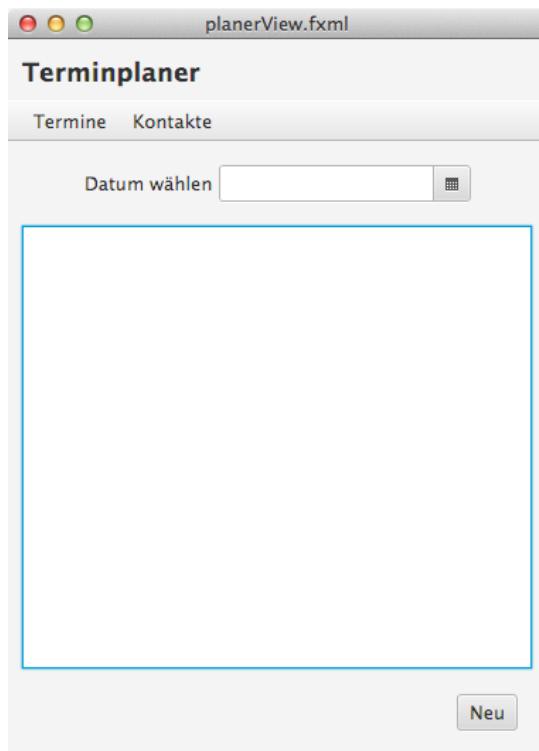 planerView.fxml
Terminplaner
Termine Kontakte
Datum wählen
Neu